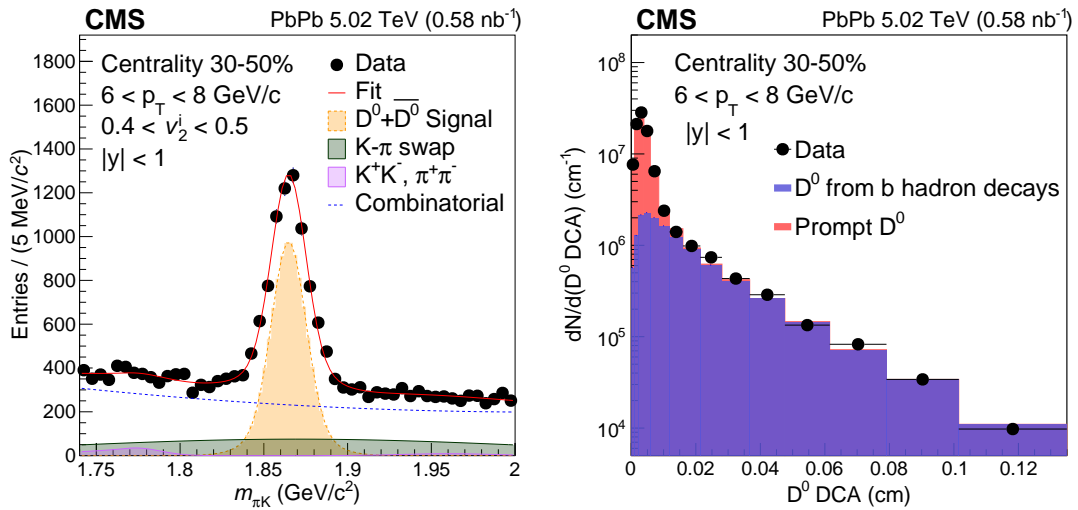 CMS PbPb 5.02 TeV (0.58 nb⁻¹)
Centrality 30-50%
6 < p_T < 8 GeV/c
0.4 < v₂ⁱ < 0.5
|y| < 1
Data
Fit
D⁰+D̅⁰ Signal
K-π swap
K⁺K⁻, π⁺π⁻
Combinatorial
Entries / (5 MeV/c²)
1800
1600
1400
1200
1000
800
600
400
200
0
1.75 1.8 1.85 1.9 1.95 2
m_πK (GeV/c²)
CMS PbPb 5.02 TeV (0.58 nb⁻¹)
Centrality 30-50%
6 < p_T < 8 GeV/c
|y| < 1
Data
D⁰ from b hadron decays
Prompt D⁰
dN/d(D⁰ DCA) (cm⁻¹)
10⁸
10⁷
10⁶
10⁵
10⁴
0 0.02 0.04 0.06 0.08 0.1 0.12
D⁰ DCA (cm)